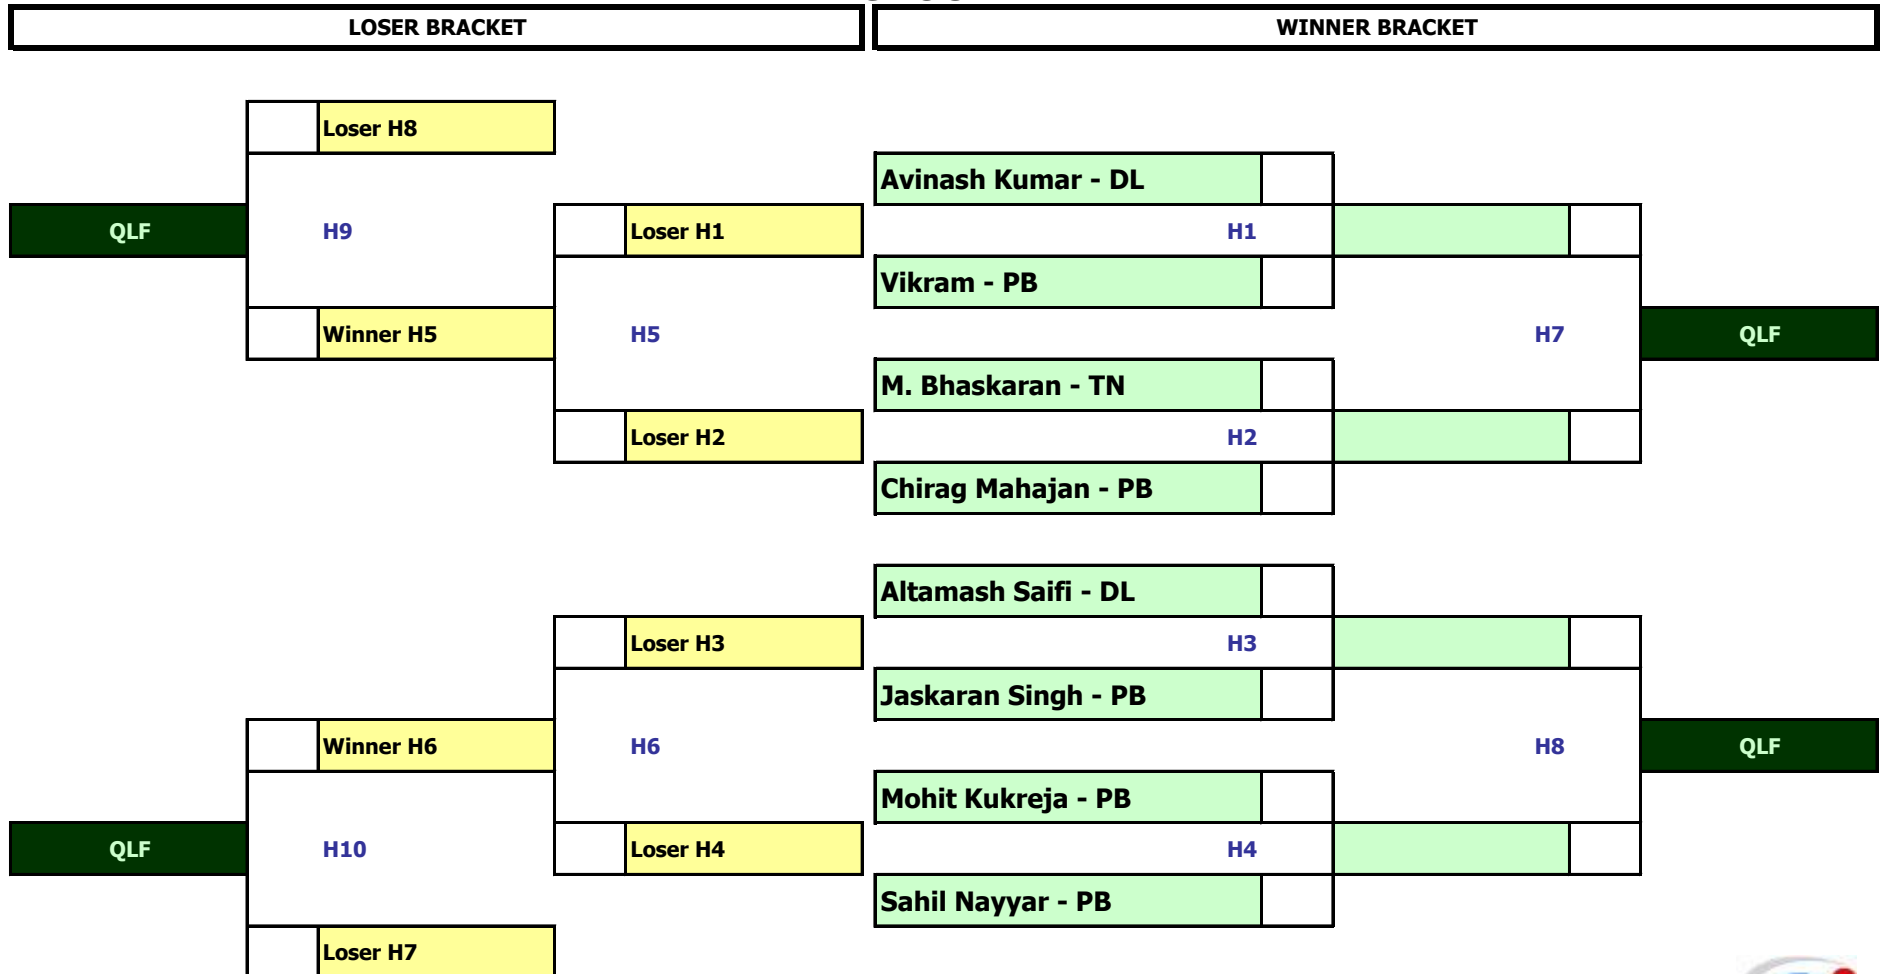 LOSER BRACKET
WINNER BRACKET
Loser H8
Avinash Kumar - DL
QLF
H9
Loser H1
H1
Vikram - PB
Winner H5
H5
H7
QLF
M. Bhaskaran - TN
Loser H2
H2
Chirag Mahajan - PB
Altamash Saifi - DL
Loser H3
H3
Jaskaran Singh - PB
Winner H6
H6
H8
QLF
Mohit Kukreja - PB
QLF
H10
Loser H4
H4
Sahil Nayyar - PB
Loser H7